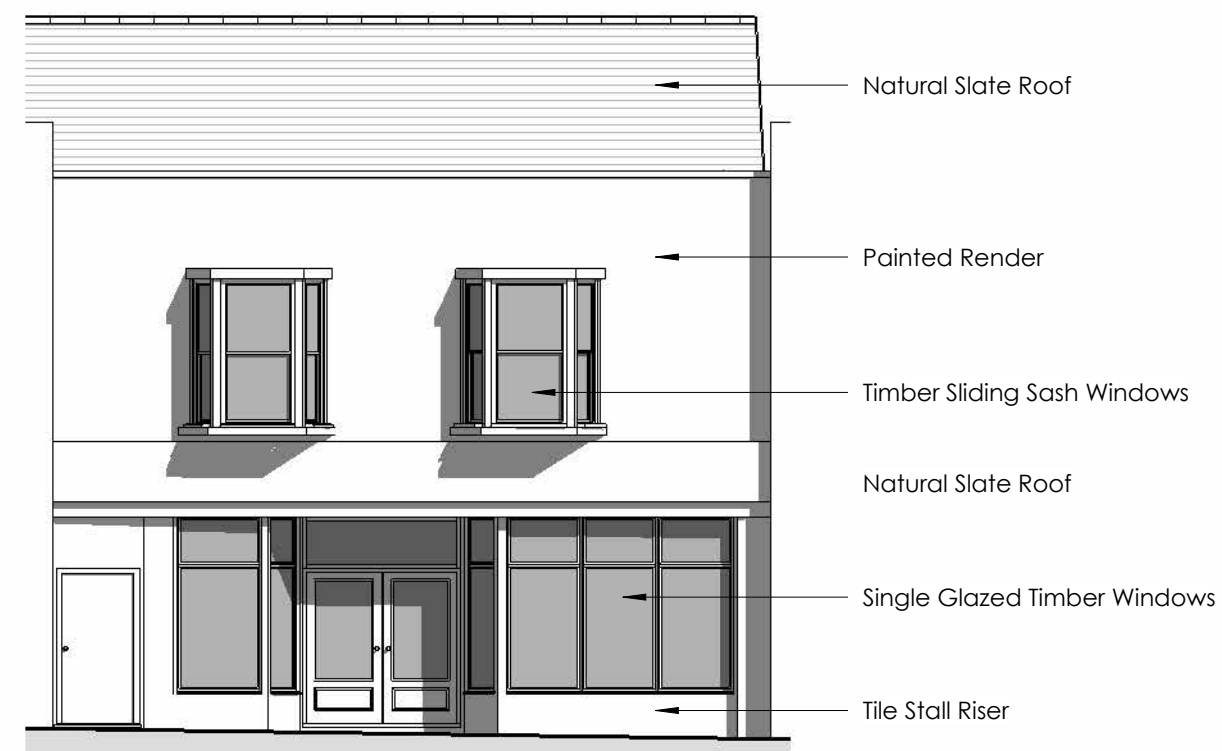 Natural Slate Roof
Painted Render
Timber Sliding Sash Windows
Natural Slate Roof
Single Glazed Timber Windows
Tile Stall Riser